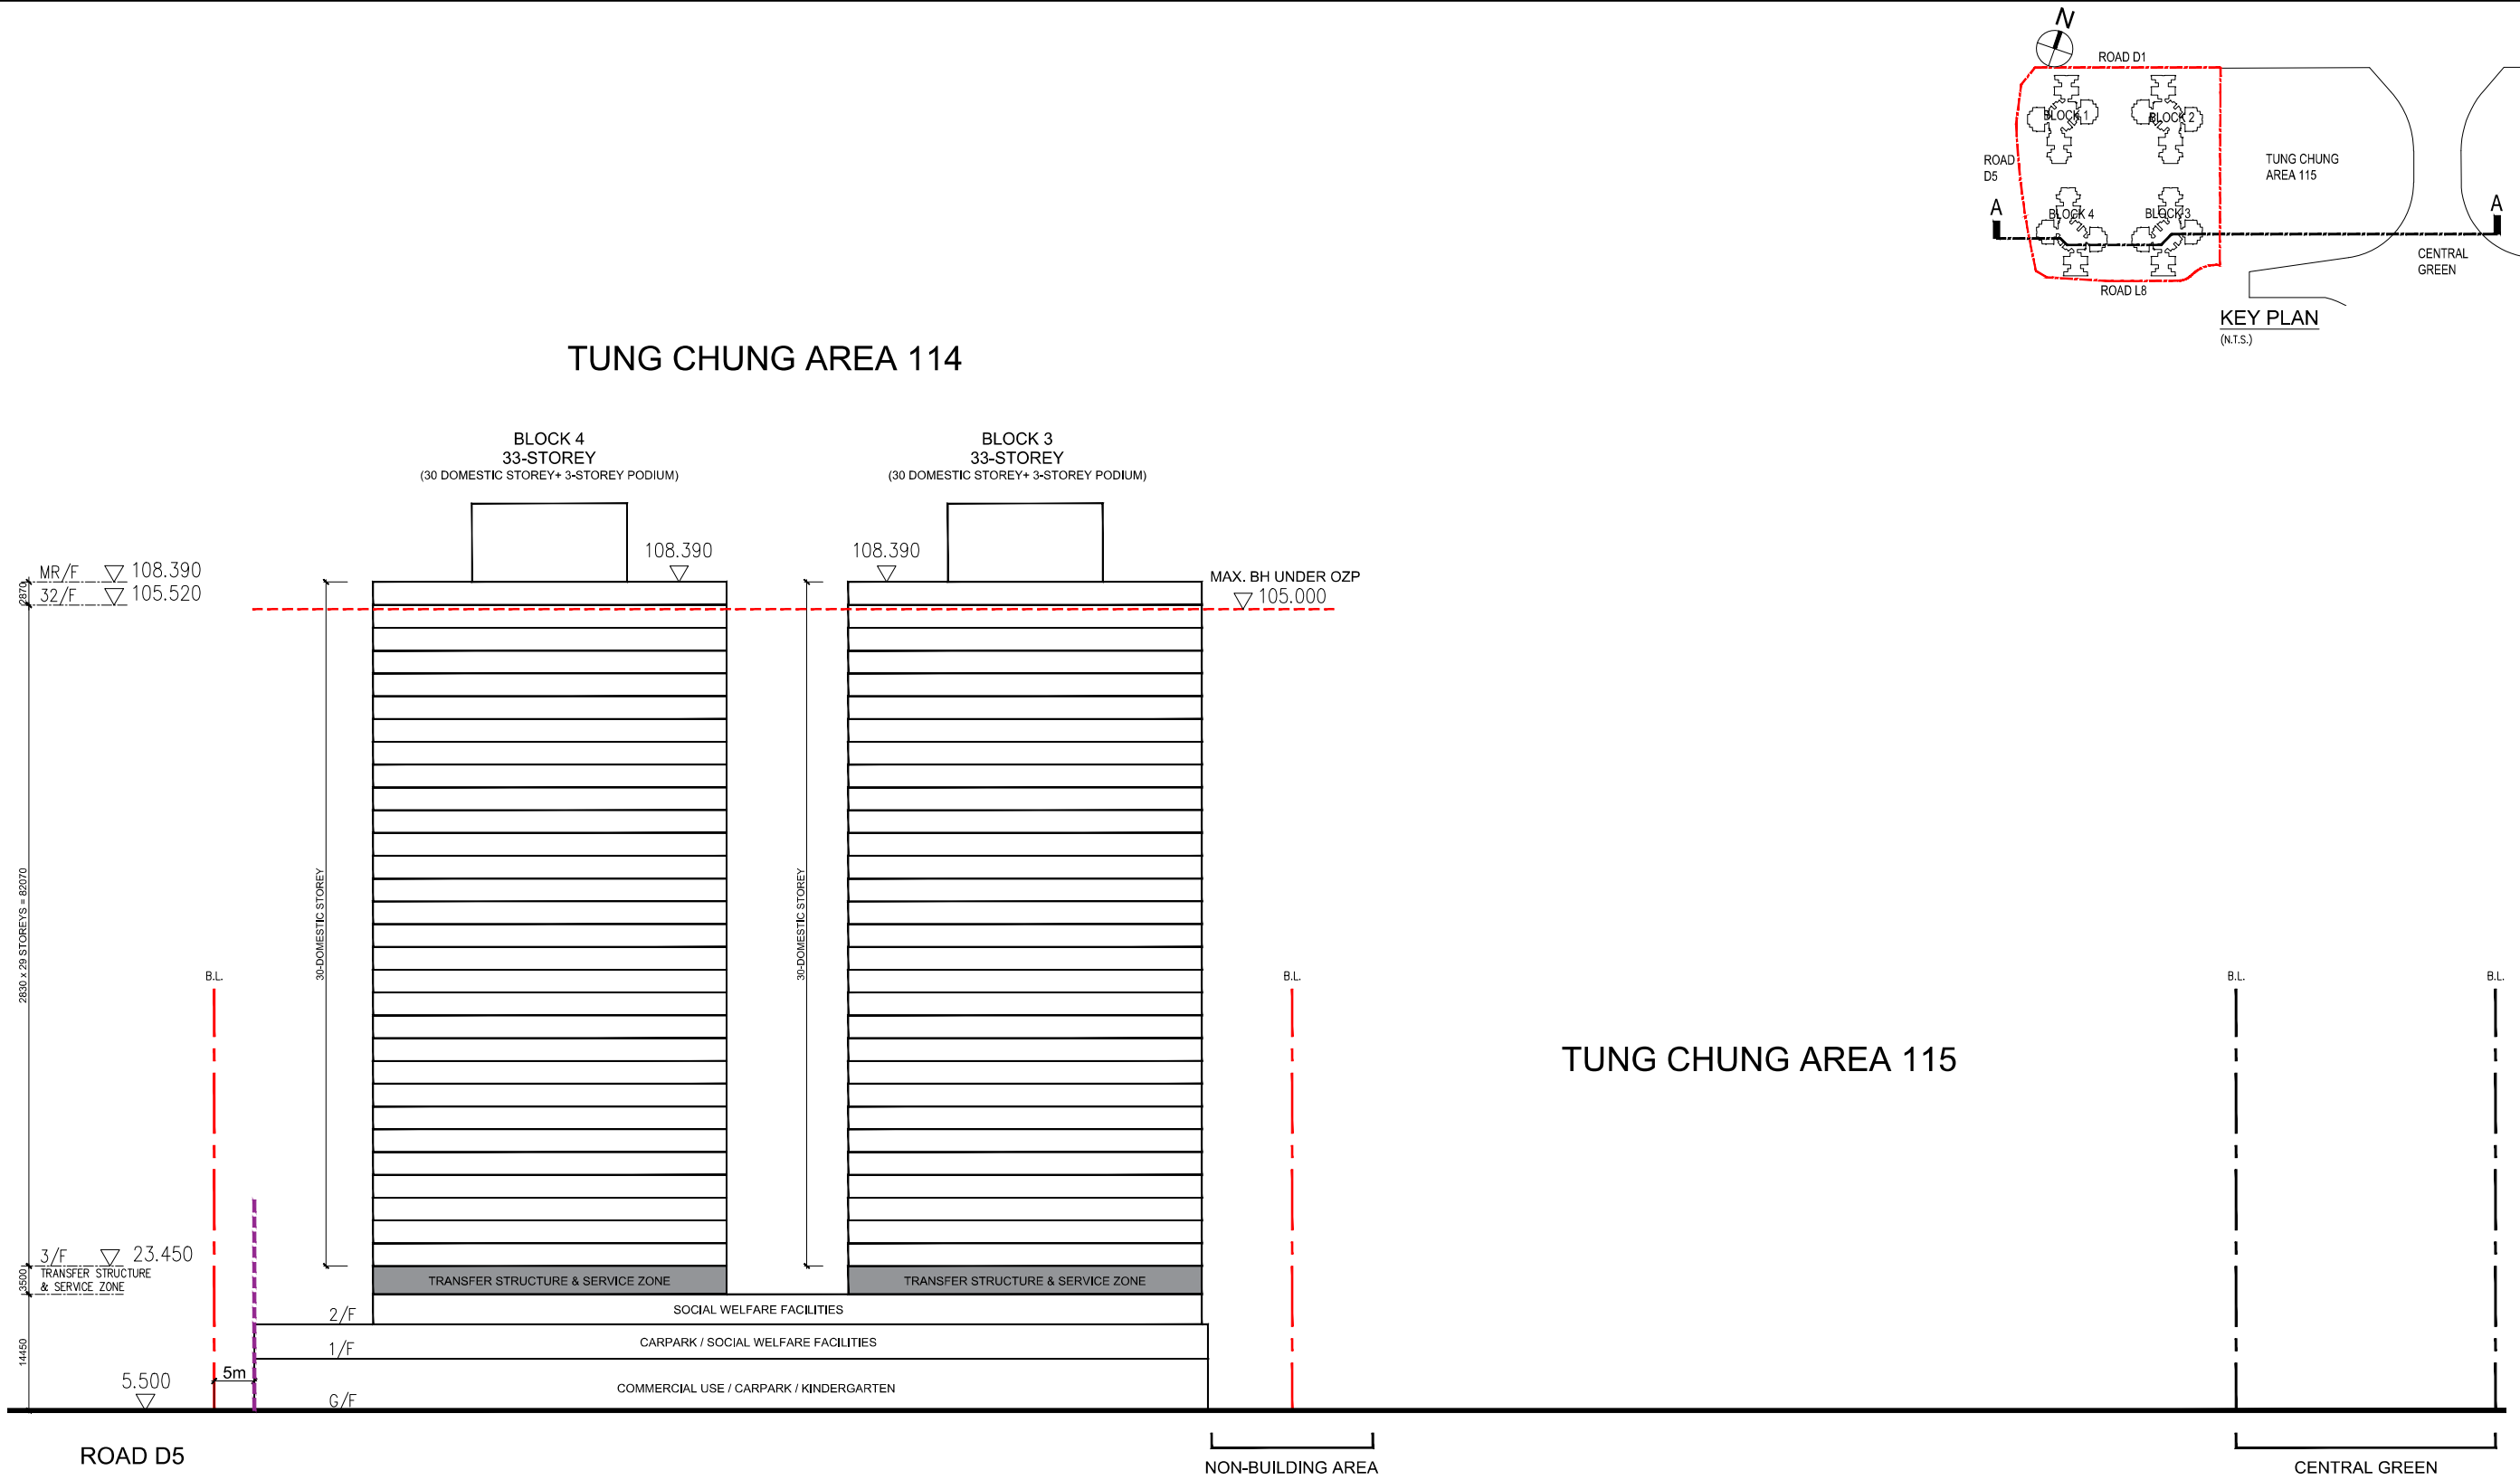 N
ROAD D1
BLOCK 1
BLOCK 2
ROAD
D5
TUNG CHUNG
AREA 115
A
BLOCK 4
BLOCK 3
A
CENTRAL
GREEN
ROAD L8
KEY PLAN
(N.T.S.)
TUNG CHUNG AREA 114
BLOCK 4
33-STOREY
(30 DOMESTIC STOREY+ 3-STOREY PODIUM)
BLOCK 3
33-STOREY
(30 DOMESTIC STOREY+ 3-STOREY PODIUM)
108.390
108.390
MR/F 108.390
32/F 105.520
2870
MAX. BH UNDER OZP
105.000
2830 x 29 STOREYS = 82070
30-DOMESTIC STOREY
30-DOMESTIC STOREY
B.L.
B.L.
B.L.
B.L.
TUNG CHUNG AREA 115
3/F 23.450
TRANSFER STRUCTURE
& SERVICE ZONE
3500
TRANSFER STRUCTURE & SERVICE ZONE
TRANSFER STRUCTURE & SERVICE ZONE
2/F
SOCIAL WELFARE FACILITIES
1/F
CARPARK / SOCIAL WELFARE FACILITIES
14450
5m
5.500
G/F
COMMERCIAL USE / CARPARK / KINDERGARTEN
ROAD D5
NON-BUILDING AREA
CENTRAL GREEN